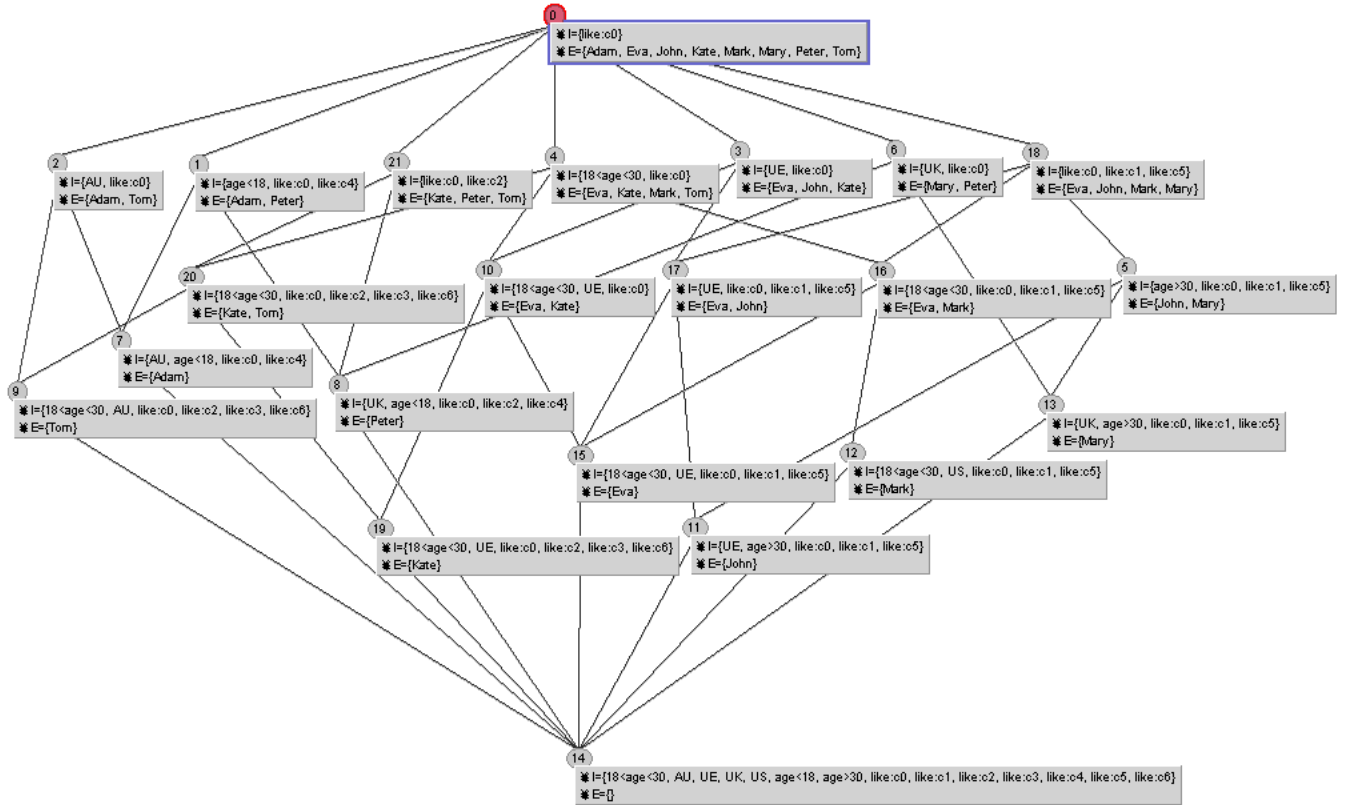 0
I={like:c0}
E={Adam, Eva, John, Kate, Mark, Mary, Peter, Tom}
2
I={AU, like:c0}
E={Adam, Tom}
1
I={age<18, like:c0, like:c4}
E={Adam, Peter}
21
I={like:c0, like:c2}
E={Kate, Peter, Tom}
4
I={18<age<30, like:c0}
E={Eva, Kate, Mark, Tom}
3
I={UE, like:c0}
E={Eva, John, Kate}
6
I={UK, like:c0}
E={Mary, Peter}
18
I={like:c0, like:c1, like:c5}
E={Eva, John, Mark, Mary}
20
I={18<age<30, like:c0, like:c2, like:c3, like:c6}
E={Kate, Tom}
10
I={18<age<30, UE, like:c0}
E={Eva, Kate}
17
I={UE, like:c0, like:c1, like:c5}
E={Eva, John}
16
I={18<age<30, like:c0, like:c1, like:c5}
E={Eva, Mark}
5
I={age>30, like:c0, like:c1, like:c5}
E={John, Mary}
7
I={AU, age<18, like:c0, like:c4}
E={Adam}
9
I={18<age<30, AU, like:c0, like:c2, like:c3, like:c6}
E={Tom}
8
I={UK, age<18, like:c0, like:c2, like:c4}
E={Peter}
13
I={UK, age>30, like:c0, like:c1, like:c5}
E={Mary}
15
I={18<age<30, UE, like:c0, like:c1, like:c5}
E={Eva}
12
I={18<age<30, US, like:c0, like:c1, like:c5}
E={Mark}
19
I={18<age<30, UE, like:c0, like:c2, like:c3, like:c6}
E={Kate}
11
I={UE, age>30, like:c0, like:c1, like:c5}
E={John}
14
I={18<age<30, AU, UE, UK, US, age<18, age>30, like:c0, like:c1, like:c2, like:c3, like:c4, like:c5, like:c6}
E={}